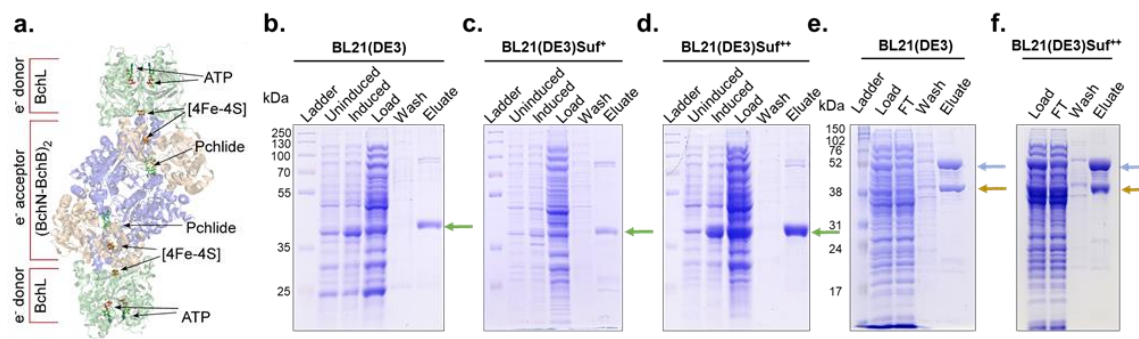 a.
e⁻ donor
BchL
e⁻ acceptor
(BchN-BchB)₂
e⁻ donor
BchL
ATP
[4Fe-4S]
Pchlide
Pchlide
[4Fe-4S]
ATP
b.
BL21(DE3)
kDa
Ladder
Uninduced
Induced
Load
Wash
Eluate
250
130
100
70
55
35
25
c.
BL21(DE3)Suf⁺
Ladder
Uninduced
Induced
Load
Wash
Eluate
d.
BL21(DE3)Suf⁺⁺
Ladder
Uninduced
Induced
Load
Wash
Eluate
e.
BL21(DE3)
kDa
Ladder
Load
FT
Wash
Eluate
150
102
76
52
38
31
24
17
f.
BL21(DE3)Suf⁺⁺
Load
FT
Wash
Eluate